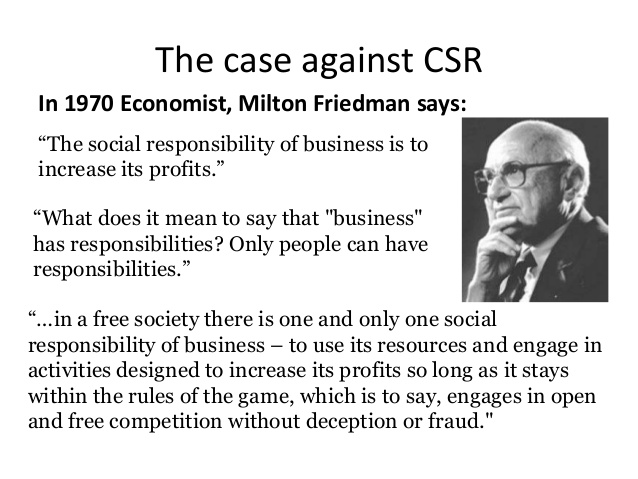 The case against CSR
In 1970 Economist, Milton Friedman says:
“The social responsibility of business is to
increase its profits.”
“What does it mean to say that "business"
has responsibilities? Only people can have
responsibilities.”
“…in a free society there is one and only one social
responsibility of business – to use its resources and engage in
activities designed to increase its profits so long as it stays
within the rules of the game, which is to say, engages in open
and free competition without deception or fraud."